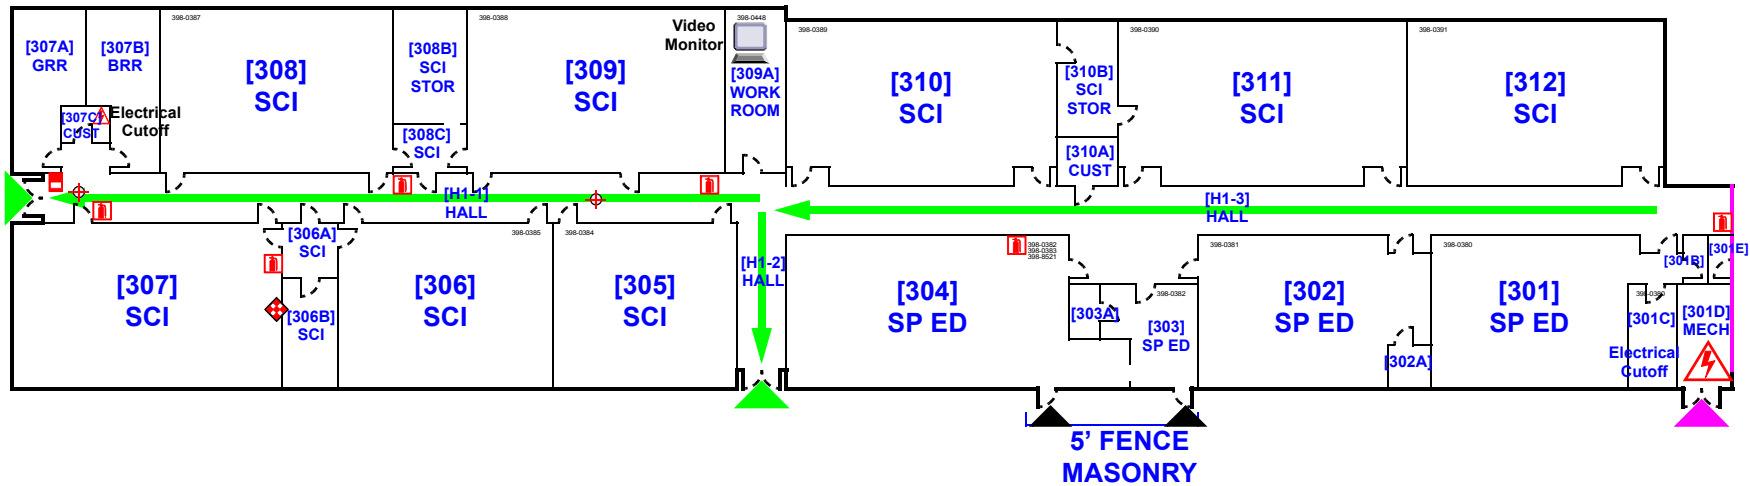 398-0387
398-0388
Video
Monitor
398-0448
398-0389
398-0390
398-0391
[307A]
GRR
[307B]
BRR
[308]
SCI
[308B]
SCI
STOR
[309]
SCI
[309A]
WORK
ROOM
[310]
SCI
[310B]
SCI
STOR
[311]
SCI
[312]
SCI
[307C]
CUST
Electrical
Cutoff
[308C]
SCI
[310A]
CUST
[H1-1]
HALL
[H1-3]
HALL
[306A]
SCI
398-0385
398-0384
[H1-2]
HALL
398-0382
398-0383
398-8521
398-0381
398-0380
[301B]
[301E]
[307]
SCI
[306B]
SCI
[306]
SCI
[305]
SCI
[304]
SP ED
[303A]
398-0382
[303]
SP ED
[302]
SP ED
[302A]
[301]
SP ED
398-0380
[301C]
[301D]
MECH
Electrical
Cutoff
5’ FENCE
MASONRY